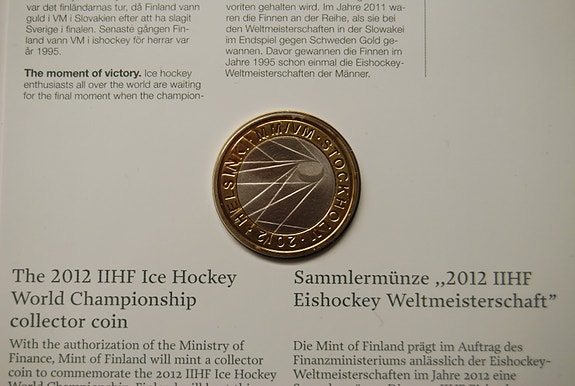 var det finländarnas tur, då Finland vann
guld i VM i Slovakien efter att ha slagit
Sverige i finalen. Senaste gången Fin-
land vann VM i ishockey för herrar var
år 1995.
The moment of victory. Ice hockey
enthusiasts all over the world are waiting
for the final moment when the champion-
voriten gehalten wird. Im Jahre 2011 wa-
ren die Finnen an der Reihe, als sie bei
den Weltmeisterschaften in der Slowakei
im Endspiel gegen Schweden Gold ge-
wannen. Davor gewannen die Finnen im
Jahre 1995 schon einmal die Eishockey-
Weltmeisterschaften der Männer.
HELSINKI MM/VM · STOCKHOLM · 2012 ·
The 2012 IIHF Ice Hockey
World Championship
collector coin
With the authorization of the Ministry of
Finance, Mint of Finland will mint a collector
coin to commemorate the 2012 IIHF Ice Hockey
Sammlermünze ,,2012 IIHF
Eishockey Weltmeisterschaft”
Die Mint of Finland prägt im Auftrag des
Finanzministeriums anlässlich der Eishockey-
Weltmeisterschaften im Jahre 2012 eine